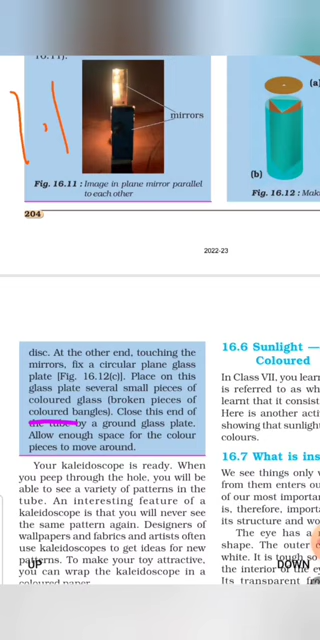 16.11).
mirrors
(a)
(b)
Fig. 16.11 : Image in plane mirror parallel
to each other
Fig. 16.12 :
204
2022-23
disc. At the other end, touching the
mirrors, fix a circular plane glass
plate [Fig. 16.12(c)]. Place on this
glass plate several small pieces of
coloured glass (broken pieces of
coloured bangles). Close this end of
the tube by a ground glass plate.
Allow enough space for the colour
pieces to move around.
Your kaleidoscope is ready. When
you peep through the hole, you will be
able to see a variety of patterns in the
tube. An interesting feature of a
kaleidoscope is that you will never see
the same pattern again. Designers of
wallpapers and fabrics and artists often
use kaleidoscopes to get ideas for new
patterns. To make your toy attractive,
you can wrap the kaleidoscope in a
coloured paper.
16.6 Sunlight —
Coloured
In Class VII, you learn
is referred to as wh
learnt that it consist
Here is another acti
showing that sunligh
colours.
16.7 What is ins
We see things only v
from them enters ou
of our most importa
is, therefore, importa
its structure and wo
The eye has a
shape. The outer c
white. It is tough so
the interior of the ey
Its transparent
UP
DOWN